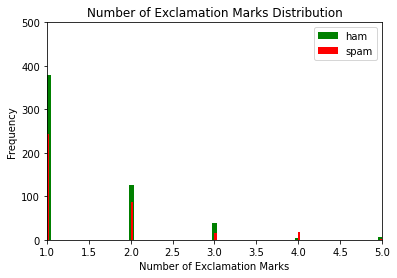 Number of Exclamation Marks Distribution
500
400
300
200
100
0
Frequency
ham
spam
1.0 1.5 2.0 2.5 3.0 3.5 4.0 4.5 5.0
Number of Exclamation Marks